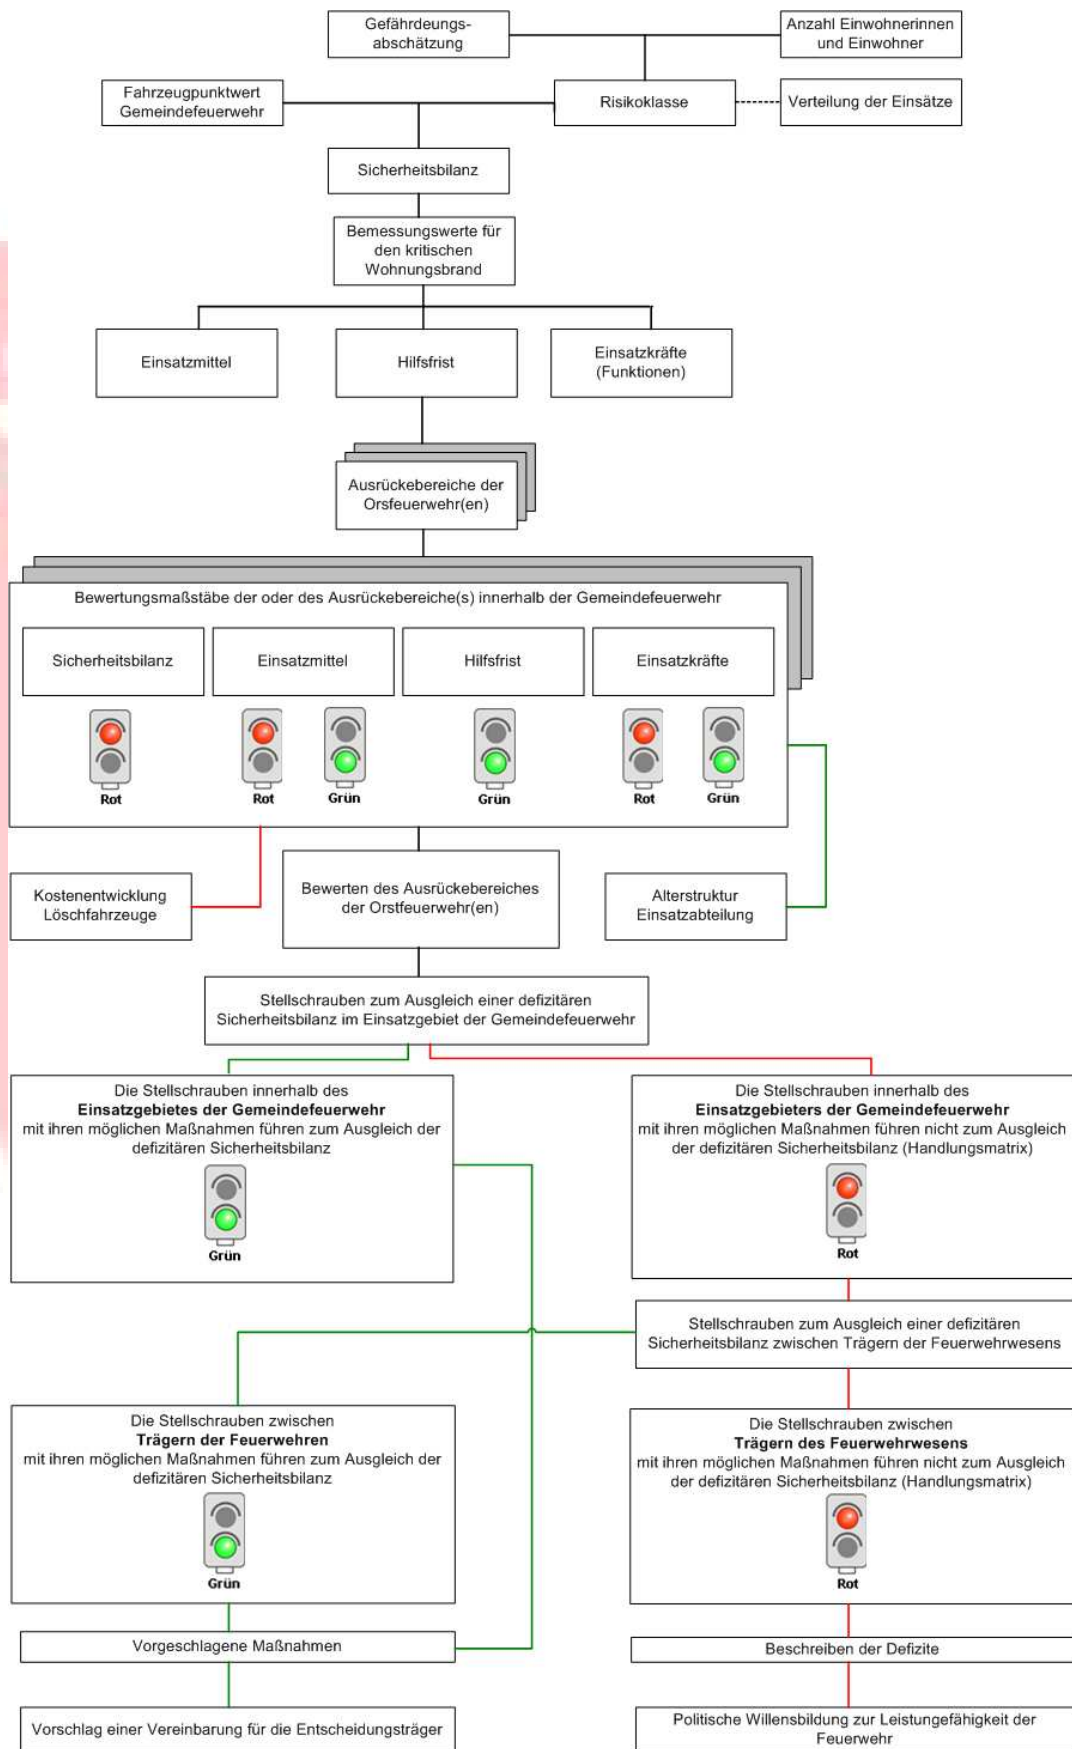 Gefährdeungs-
abschätzung
Anzahl Einwohnerinnen
und Einwohner
Fahrzeugpunktwert
Gemeindefeuerwehr
Risikoklasse
Verteilung der Einsätze
Sicherheitsbilanz
Bemessungswerte für
den kritischen
Wohnungsbrand
Einsatzmittel
Hilfsfrist
Einsatzkräfte
(Funktionen)
Ausrückebereiche der
Orsfeuerwehr(en)
Bewertungsmaßstäbe der oder des Ausrückebereiche(s) innerhalb der Gemeindefeuerwehr
Sicherheitsbilanz
Einsatzmittel
Hilfsfrist
Einsatzkräfte
Rot
Rot
Grün
Grün
Rot
Grün
Kostenentwicklung
Löschfahrzeuge
Bewerten des Ausrückebereiches
der Orstfeuerwehr(en)
Alterstruktur
Einsatzabteilung
Stellschrauben zum Ausgleich einer defizitären
Sicherheitsbilanz im Einsatzgebiet der Gemeindefeuerwehr
Die Stellschrauben innerhalb des
Einsatzgebietes der Gemeindefeuerwehr
mit ihren möglichen Maßnahmen führen zum Ausgleich der
defizitären Sicherheitsbilanz
Grün
Die Stellschrauben innerhalb des
Einsatzgebieters der Gemeindefeuerwehr
mit ihren möglichen Maßnahmen führen nicht zum Ausgleich
der defizitären Sicherheitsbilanz (Handlungsmatrix)
Rot
Stellschrauben zum Ausgleich einer defizitären
Sicherheitsbilanz zwischen Trägern der Feuerwehrwesens
Die Stellschrauben zwischen
Trägern der Feuerwehren
mit ihren möglichen Maßnahmen führen zum Ausgleich der
defizitären Sicherheitsbilanz
Grün
Die Stellschrauben zwischen
Trägern des Feuerwehrwesens
mit ihren möglichen Maßnahmen führen nicht zum Ausgleich
der defizitären Sicherheitsbilanz (Handlungsmatrix)
Rot
Vorgeschlagene Maßnahmen
Beschreiben der Defizite
Vorschlag einer Vereinbarung für die Entscheidungsträger
Politische Willensbildung zur Leistungefähigkeit der
Feuerwehr